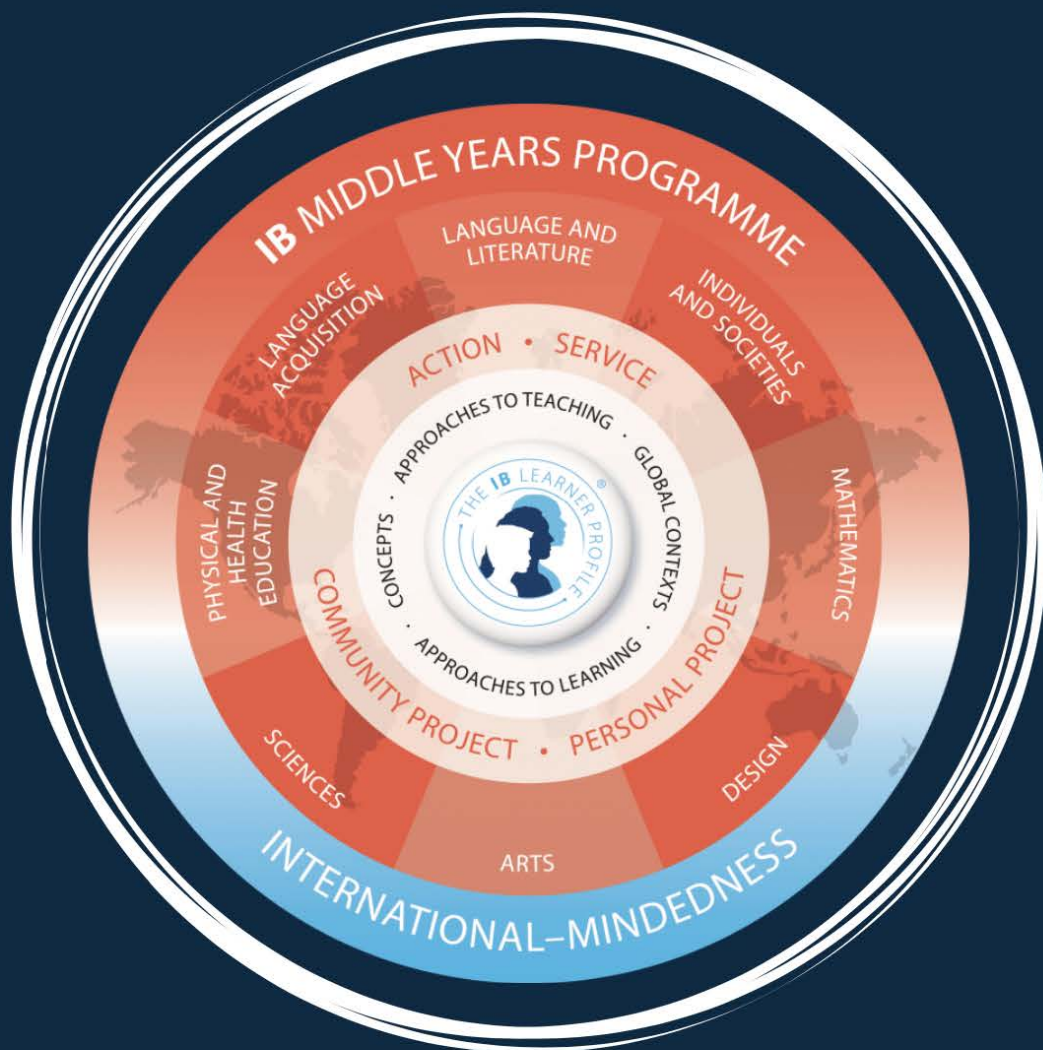 IB MIDDLE YEARS PROGRAMME
LANGUAGE AND
LITERATURE
INDIVIDUALS
AND SOCIETIES
MATHEMATICS
DESIGN
ARTS
SCIENCES
PHYSICAL AND
HEALTH
EDUCATION
LANGUAGE
ACQUISITION
ACTION • SERVICE
PERSONAL PROJECT
•
COMMUNITY PROJECT
APPROACHES TO TEACHING •
GLOBAL CONTEXTS •
APPROACHES TO LEARNING •
CONCEPTS •
THE IB LEARNER PROFILE®
INTERNATIONAL–MINDEDNESS